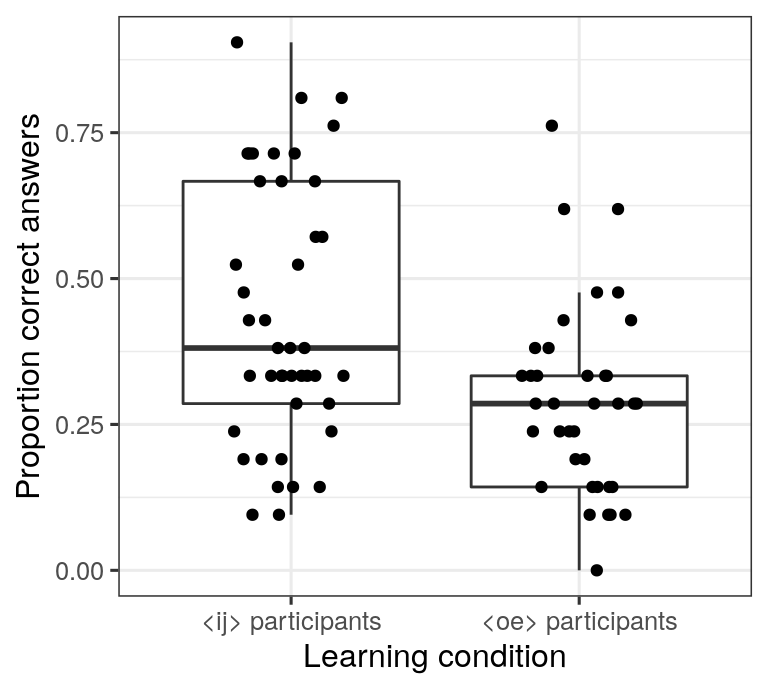 Proportion correct answers
0.75
0.50
0.25
0.00
<ij> participants
<oe> participants
Learning condition